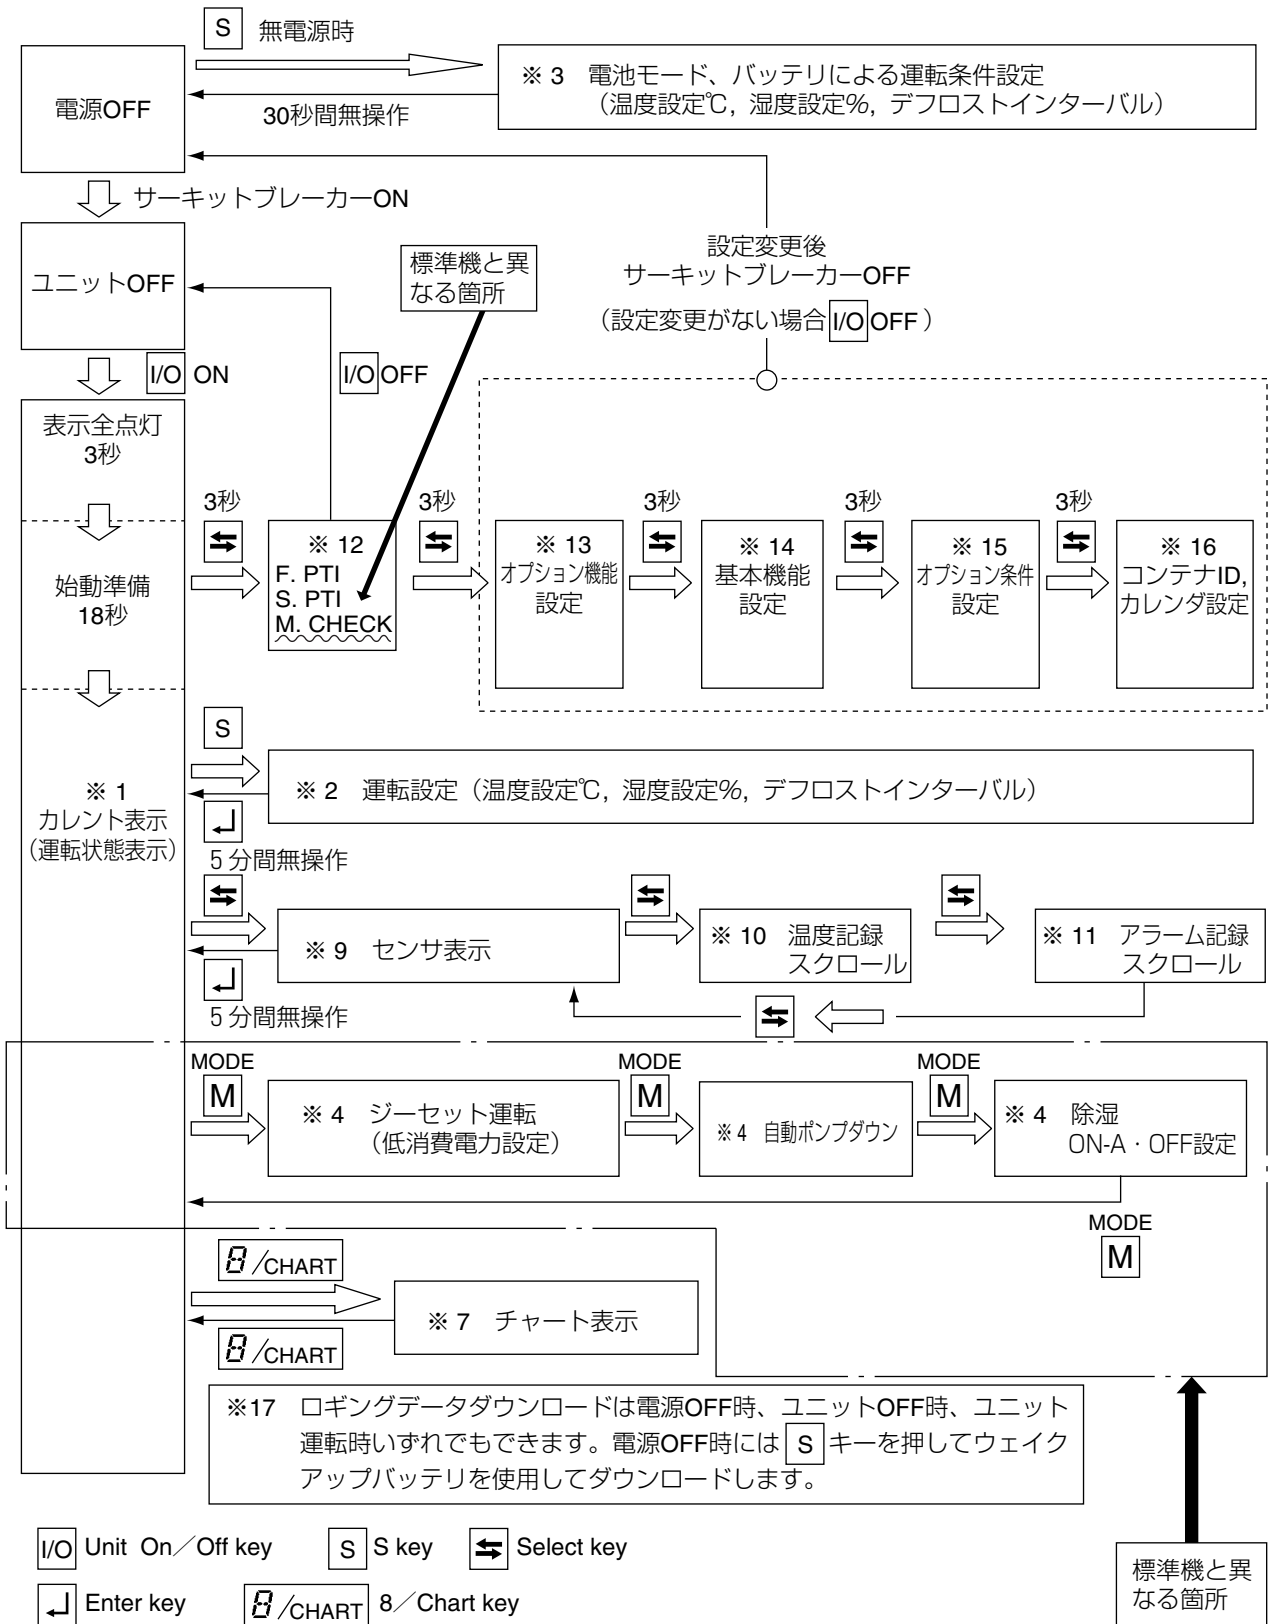 S 無電源時
電源OFF
※ 3 電池モード、バッテリによる運転条件設定
（温度設定℃, 湿度設定%, デフロストインターバル）
30秒間無操作
サーキットブレーカーON
ユニットOFF
標準機と異
なる箇所
設定変更後
サーキットブレーカーOFF
（設定変更がない場合 I/O OFF ）
I/O ON
I/O OFF
表示全点灯
3秒
3秒
3秒
3秒
3秒
3秒
始動準備
18秒
※ 12
F. PTI
S. PTI
M. CHECK
※ 13
オプション機能
設定
※ 14
基本機能
設定
※ 15
オプション条件
設定
※ 16
コンテナID,
カレンダ設定
S
※ 1
カレント表示
（運転状態表示）
※ 2 運転設定（温度設定℃, 湿度設定%, デフロストインターバル）
5 分間無操作
※ 9 センサ表示
※ 10 温度記録
スクロール
※ 11 アラーム記録
スクロール
5 分間無操作
MODE
M
※ 4 ジーセット運転
（低消費電力設定）
MODE
M
※ 4 自動ポンプダウン
MODE
M
※ 4 除湿
ON-A・OFF設定
MODE
M
8/CHART
※ 7 チャート表示
8/CHART
※17 ロギングデータダウンロードは電源OFF時、ユニットOFF時、ユニット
運転時いずれでもできます。電源OFF時には S キーを押してウェイク
アップバッテリを使用してダウンロードします。
I/O Unit On／Off key
S S key
⇆ Select key
↵ Enter key
8/CHART 8／Chart key
標準機と異
なる箇所